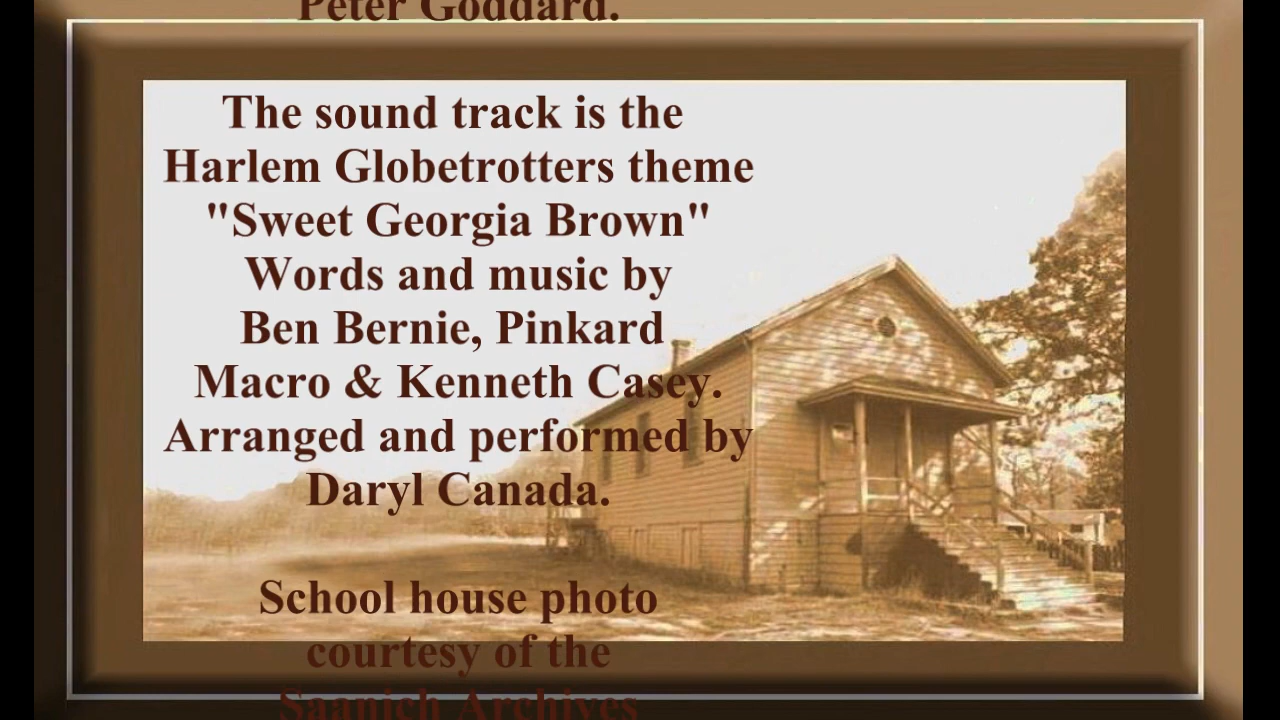 Peter Goddard.
The sound track is the
Harlem Globetrotters theme
"Sweet Georgia Brown"
Words and music by
Ben Bernie, Pinkard
Macro & Kenneth Casey.
Arranged and performed by
Daryl Canada.
School house photo
courtesy of the
Saanich Archives